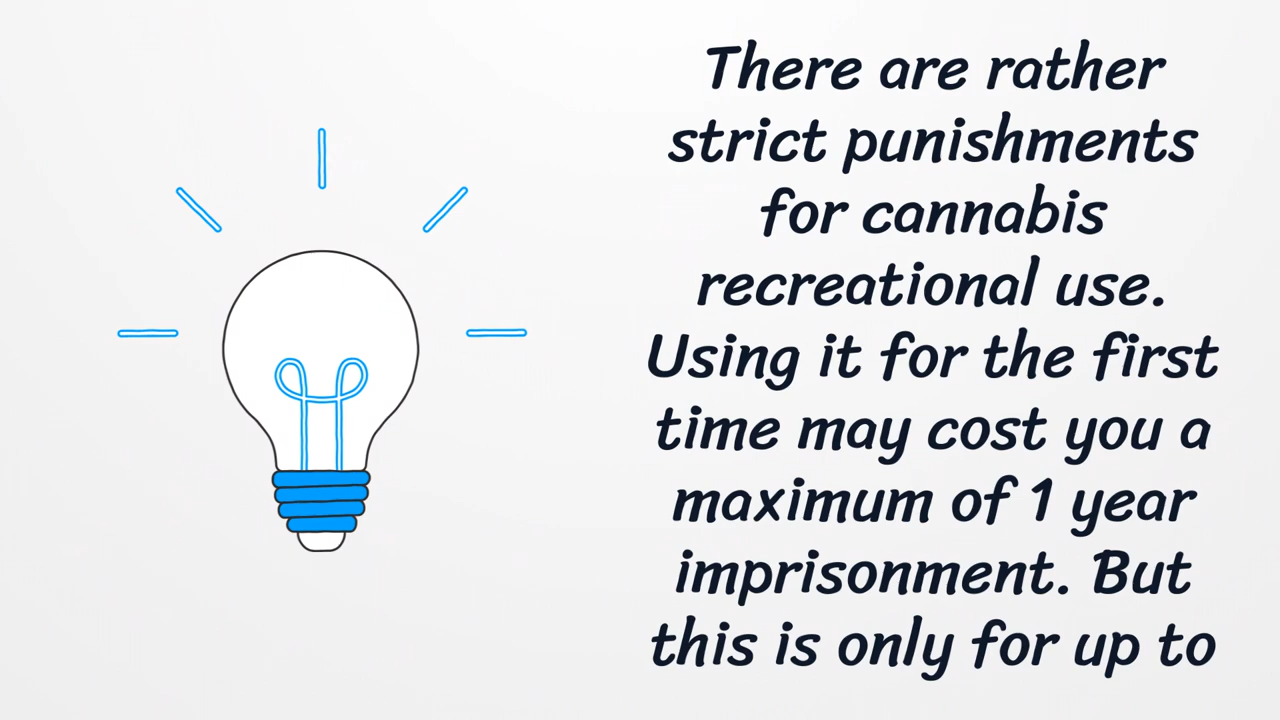 There are rather
strict punishments
for cannabis
recreational use.
Using it for the first
time may cost you a
maximum of 1 year
imprisonment. But
this is only for up to